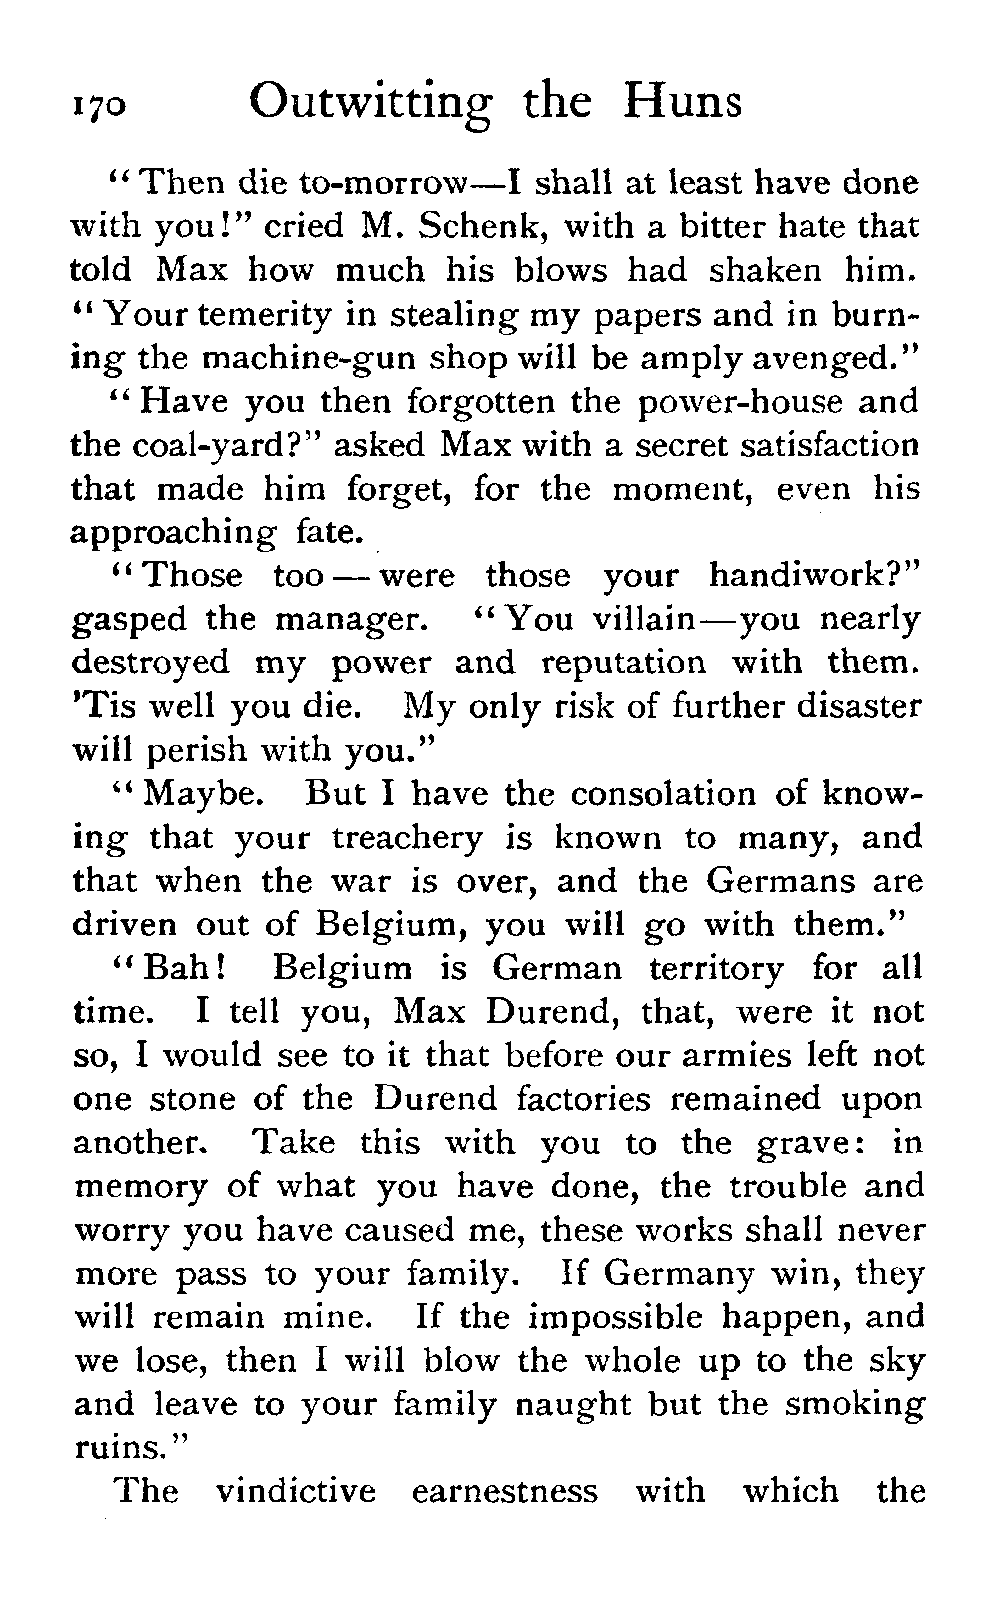 170 Outwitting the Huns
“Then die to-morrow—I shall at least have done
with you!” cried M. Schenk, with a bitter hate that
told Max how much his blows had shaken him.
“Your temerity in stealing my papers and in burn-
ing the machine-gun shop will be amply avenged.”
“Have you then forgotten the power-house and
the coal-yard?” asked Max with a secret satisfaction
that made him forget, for the moment, even his
approaching fate.
“Those too — were those your handiwork?”
gasped the manager. “You villain—you nearly
destroyed my power and reputation with them.
’Tis well you die. My only risk of further disaster
will perish with you.”
“Maybe. But I have the consolation of know-
ing that your treachery is known to many, and
that when the war is over, and the Germans are
driven out of Belgium, you will go with them.”
“Bah! Belgium is German territory for all
time. I tell you, Max Durend, that, were it not
so, I would see to it that before our armies left not
one stone of the Durend factories remained upon
another. Take this with you to the grave: in
memory of what you have done, the trouble and
worry you have caused me, these works shall never
more pass to your family. If Germany win, they
will remain mine. If the impossible happen, and
we lose, then I will blow the whole up to the sky
and leave to your family naught but the smoking
ruins.”
The vindictive earnestness with which the